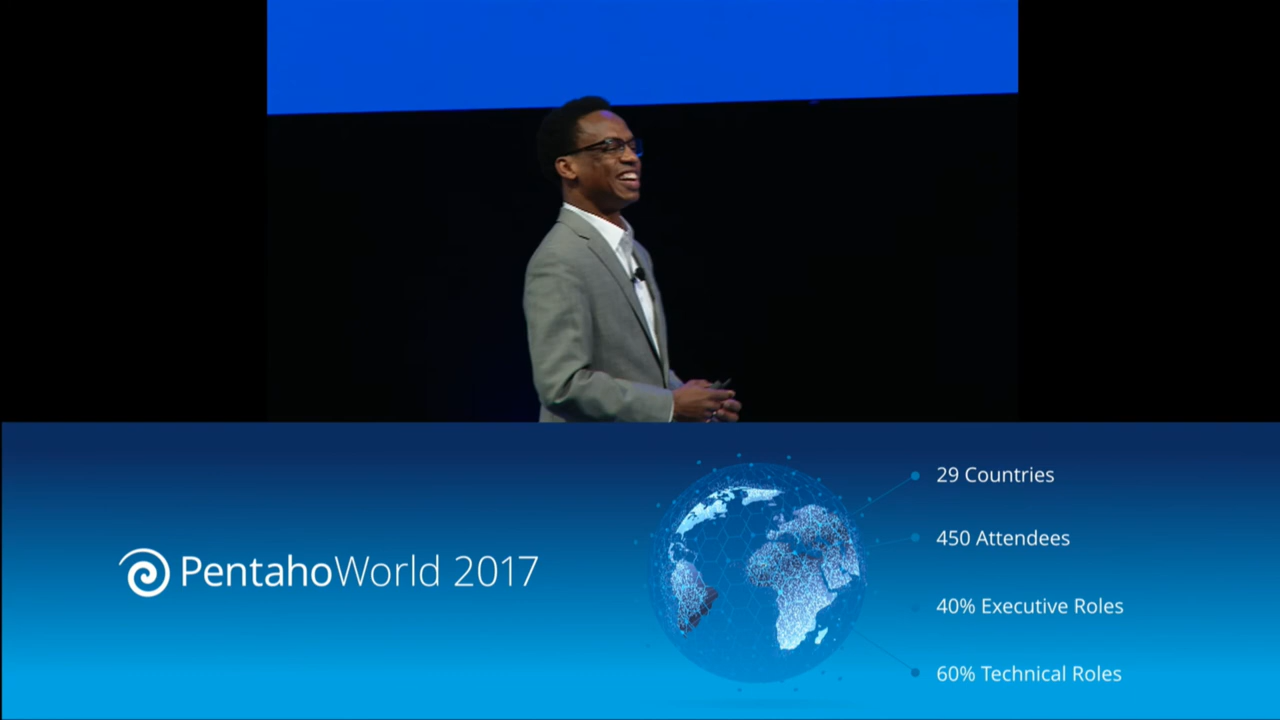 PentahoWorld 2017
29 Countries
450 Attendees
40% Executive Roles
60% Technical Roles